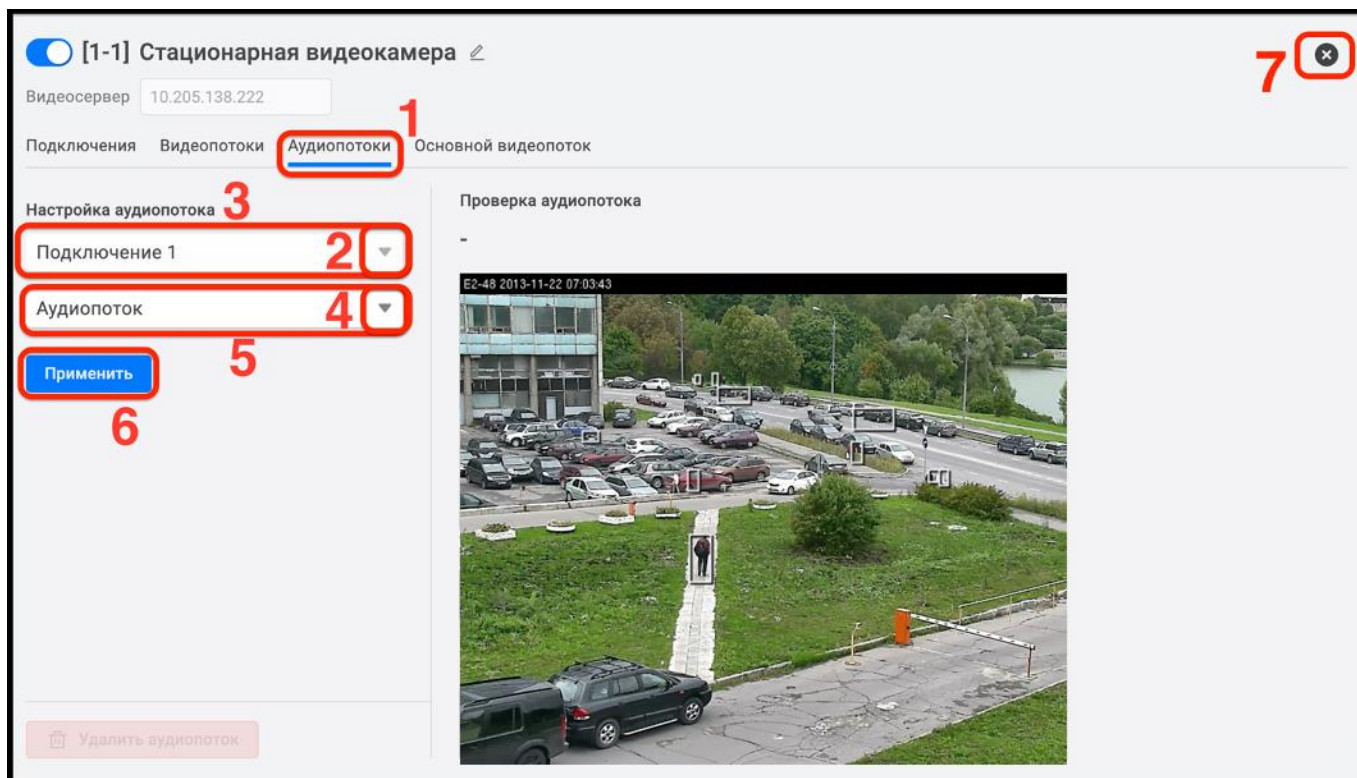 [1-1] Стационарная видеокамера
7
Видеосервер 10.205.138.222
1
Подключения Видеопотоки Аудиопотоки Основной видеопоток
Настройка аудиопотока 3
Проверка аудиопотока
Подключение 1 2
-
E2-48 2013-11-22 07:03:43
Аудиопоток 4
Применить 5
6
Удалить аудиопоток